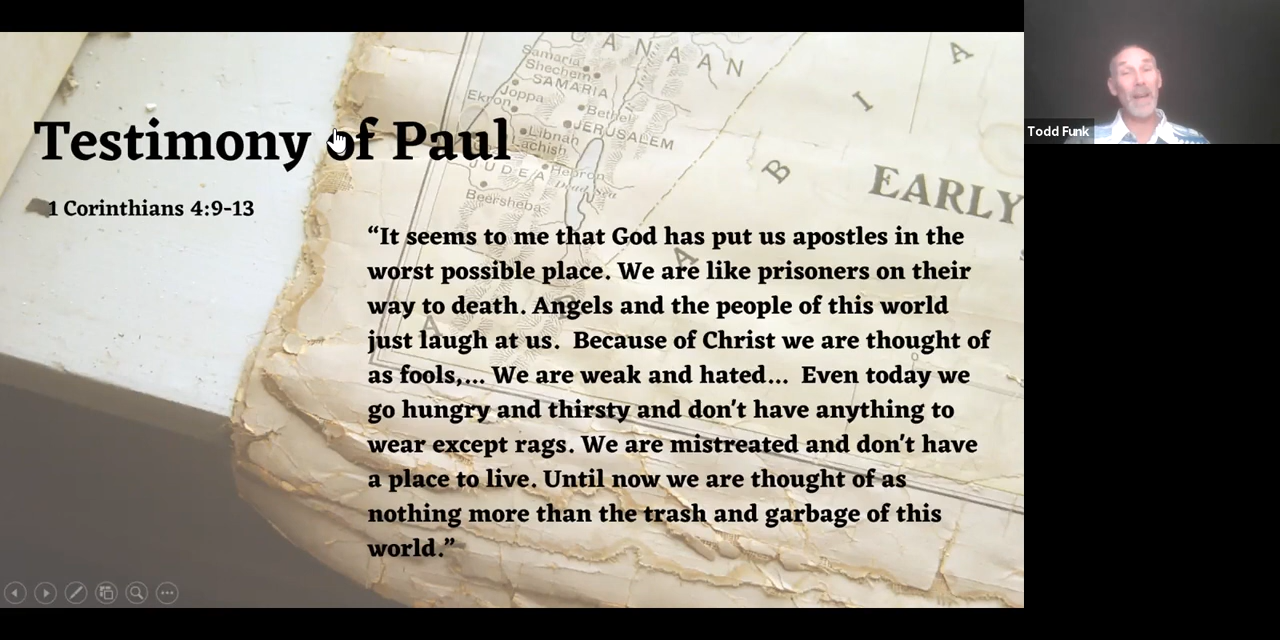 CANAAN
Samaria
Shechem
SAMARIA
Joppa
Ekron
Bethel
JERUSALEM
Libnah
Lachish
JUDEA
Hebron
Dead Sea
Beersheba
A
I
B
A
R
A
EARLY
Testimony of Paul
1 Corinthians 4:9-13
“It seems to me that God has put us apostles in the
worst possible place. We are like prisoners on their
way to death. Angels and the people of this world
just laugh at us.  Because of Christ we are thought of
as fools,... We are weak and hated...  Even today we
go hungry and thirsty and don't have anything to
wear except rags. We are mistreated and don't have
a place to live. Until now we are thought of as
nothing more than the trash and garbage of this
world.”
Todd Funk